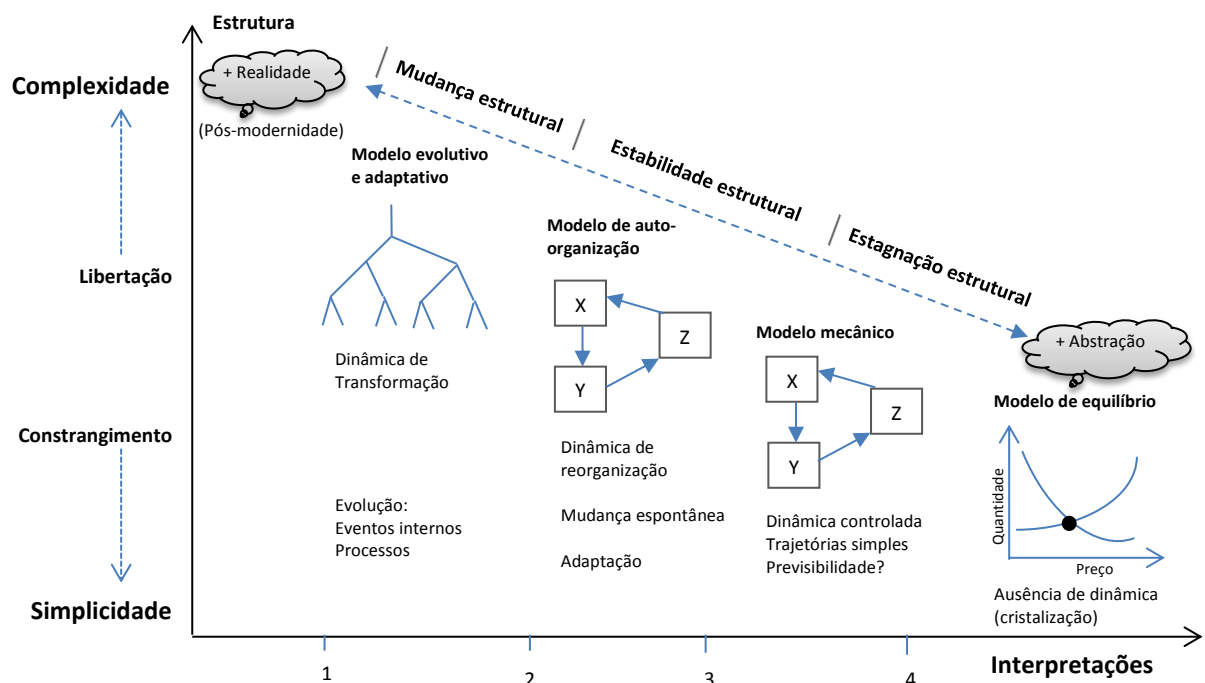 Estrutura
+ Realidade
Complexidade
(Pós-modernidade)
Mudança estrutural
Estabilidade estrutural
Estagnação estrutural
Modelo evolutivo
e adaptativo
Libertação
Dinâmica de
Transformação
Constrangimento
Evolução:
Eventos internos
Processos
Simplicidade
Modelo de auto-
organização
X
Z
Y
Dinâmica de
reorganização
Mudança espontânea
Adaptação
Modelo mecânico
X
Z
Y
Dinâmica controlada
Trajetórias simples
Previsibilidade?
+ Abstração
Modelo de equilíbrio
Quantidade
Preço
Ausência de dinâmica
(cristalização)
1
2
3
4
Interpretações